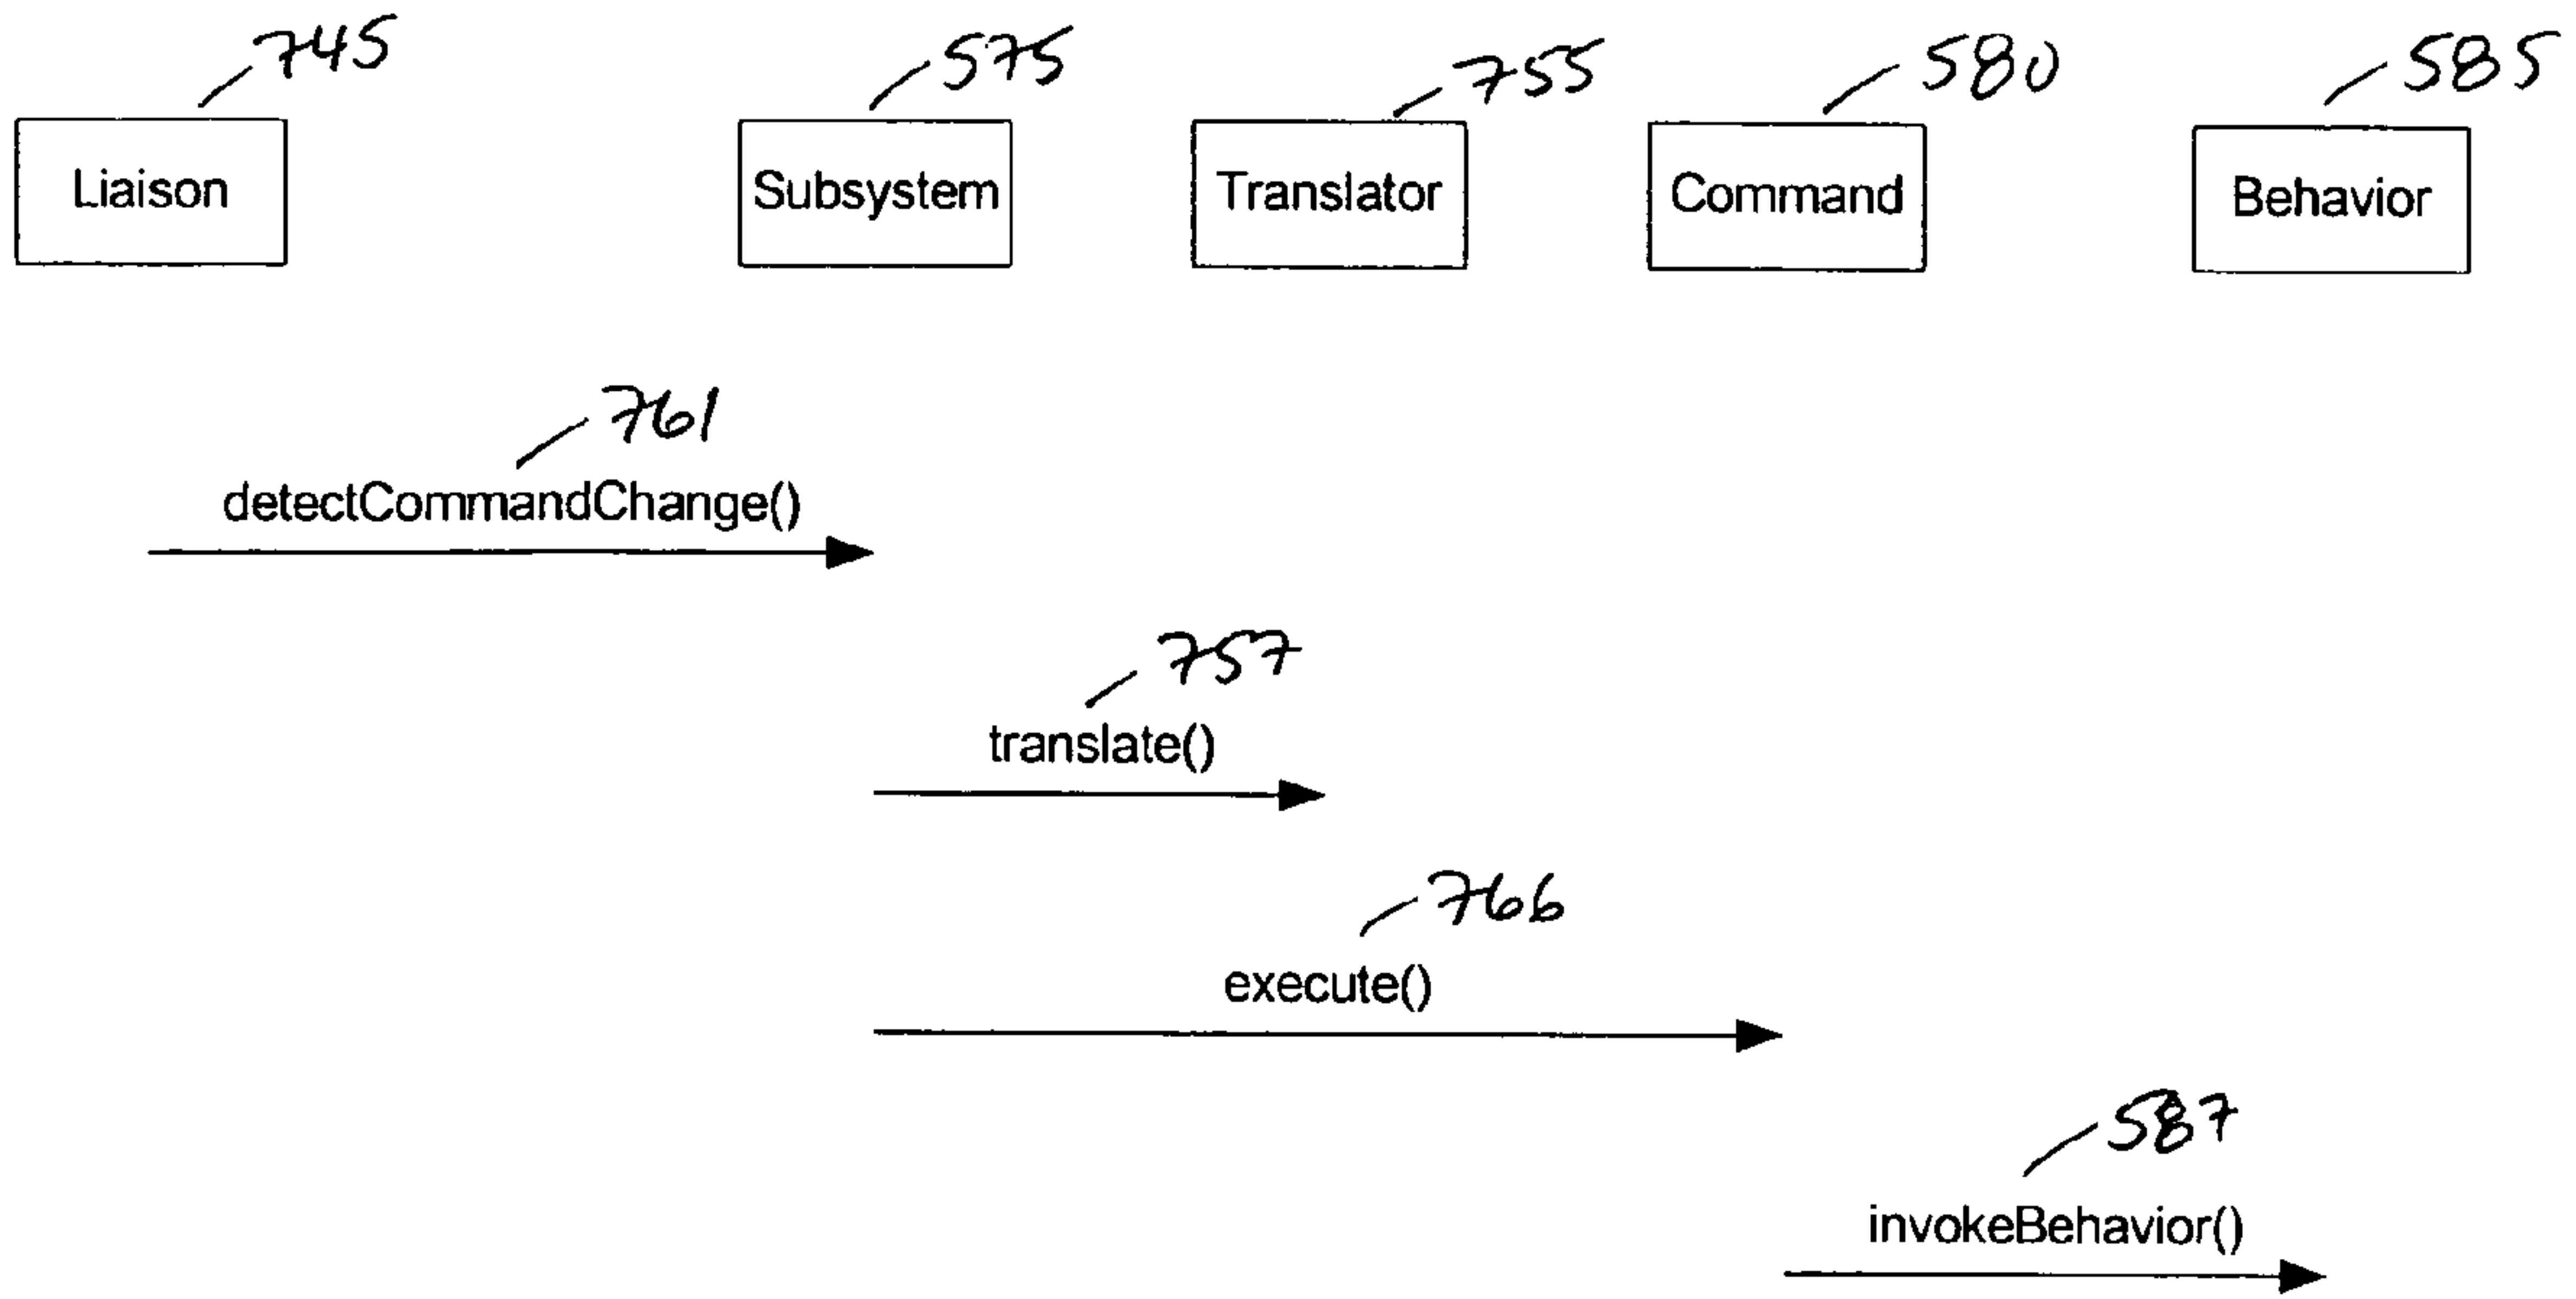 745 575 755 580 585
Liaison Subsystem Translator Command Behavior
761
detectCommandChange()
757
translate()
766
execute()
587
invokeBehavior()